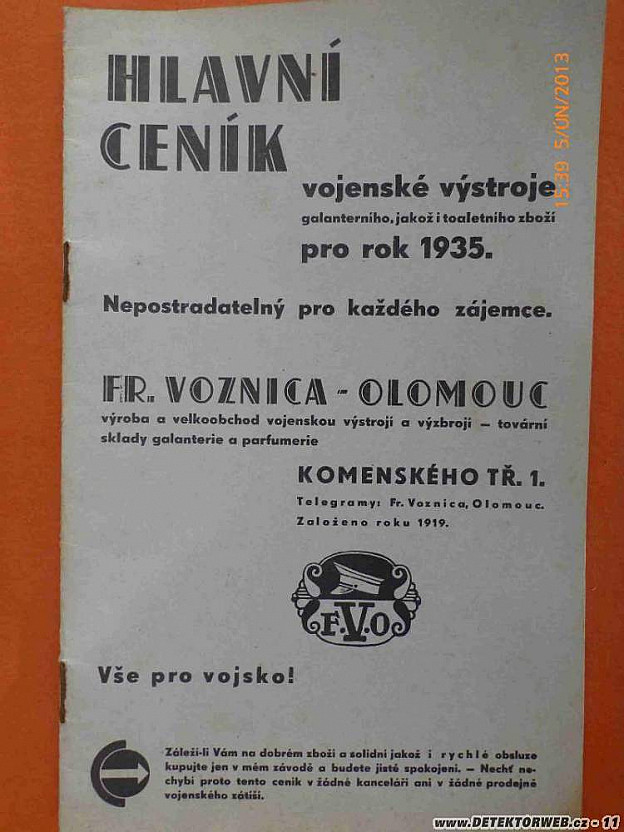 HLAVNÍ
CENÍK
vojenské výstroje
galanterního, jakož i toaletního zboží
pro rok 1935.
Nepostradatelný pro každého zájemce.
FR. VOZNICA - OLOMOUC
výroba a velkoobchod vojenskou výstrojí a výzbrojí — tovární
sklady galanterie a parfumerie
KOMENSKÉHO TŘ. 1.
Telegramy: Fr. Voznica, Olomouc.
Založeno roku 1919.
F.V.O
Vše pro vojsko!
Záleží-li Vám na dobrém zboží a solidní jakož i rychlé obsluze
kupujte jen v mém závodě a budete jistě spokojeni. — Nechť ne-
chybí proto tento ceník v žádné kanceláři ani v žádné prodejně
vojenského zátiší.
15:39 5/ÚN/2013
www.DETEKTORWEB.cz - 11